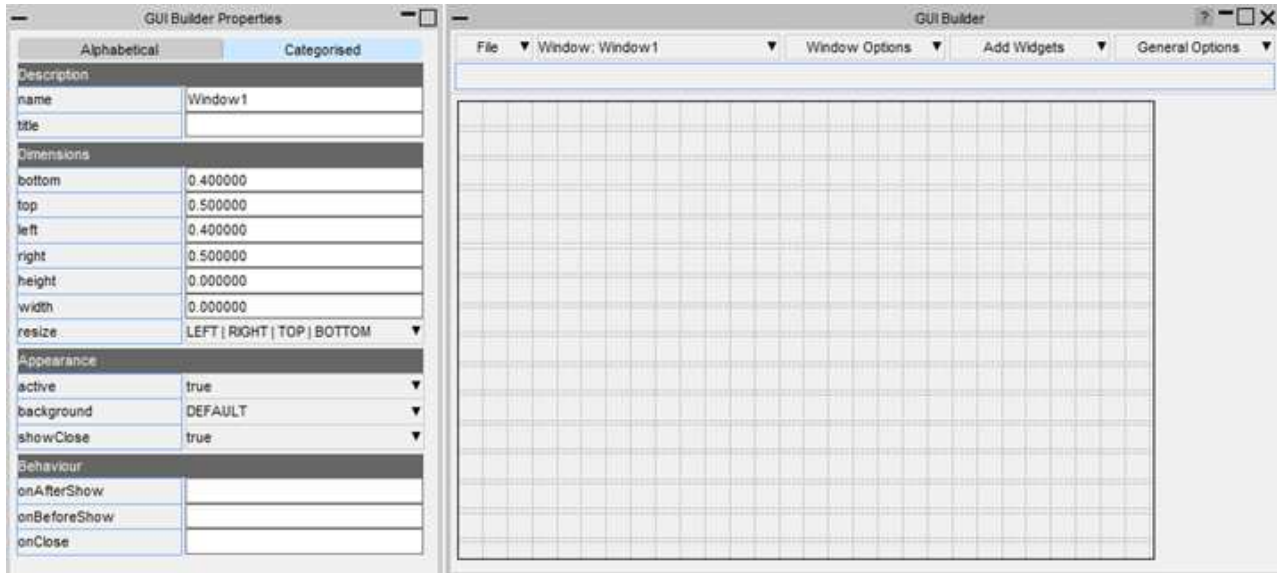 GUI Builder Properties
Alphabetical Categorised
Description
name Window1
title
Dimensions
bottom 0.400000
top 0.500000
left 0.400000
right 0.500000
height 0.000000
width 0.000000
resize LEFT | RIGHT | TOP | BOTTOM
Appearance
active true
background DEFAULT
showClose true
Behaviour
onAfterShow
onBeforeShow
onClose
GUI Builder ?
File Window: Window1 Window Options Add Widgets General Options